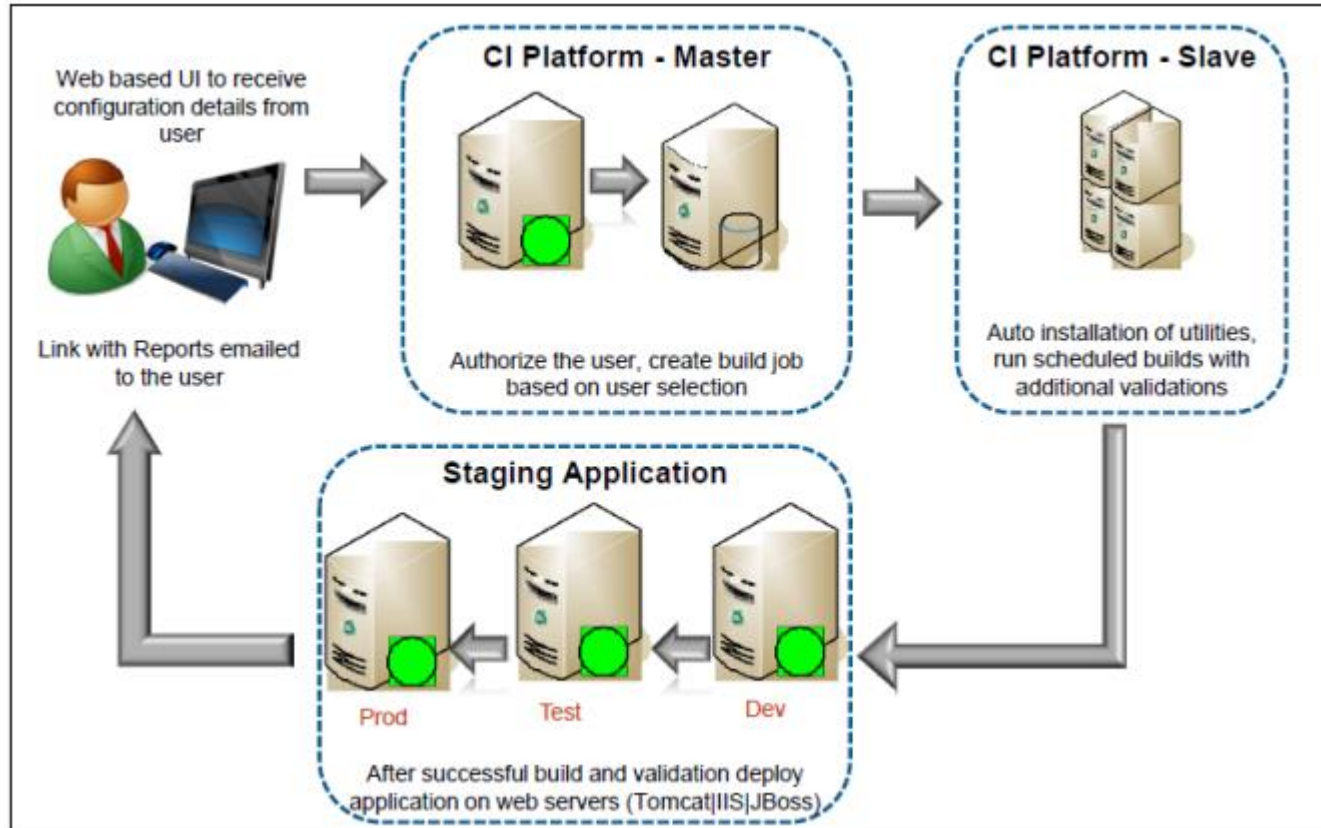 Web based UI to receive
configuration details from
user
Link with Reports emailed
to the user
CI Platform - Master
Authorize the user, create build job
based on user selection
CI Platform - Slave
Auto installation of utilities,
run scheduled builds with
additional validations
Staging Application
Prod
Test
Dev
After successful build and validation deploy
application on web servers (Tomcat|IIS|JBoss)